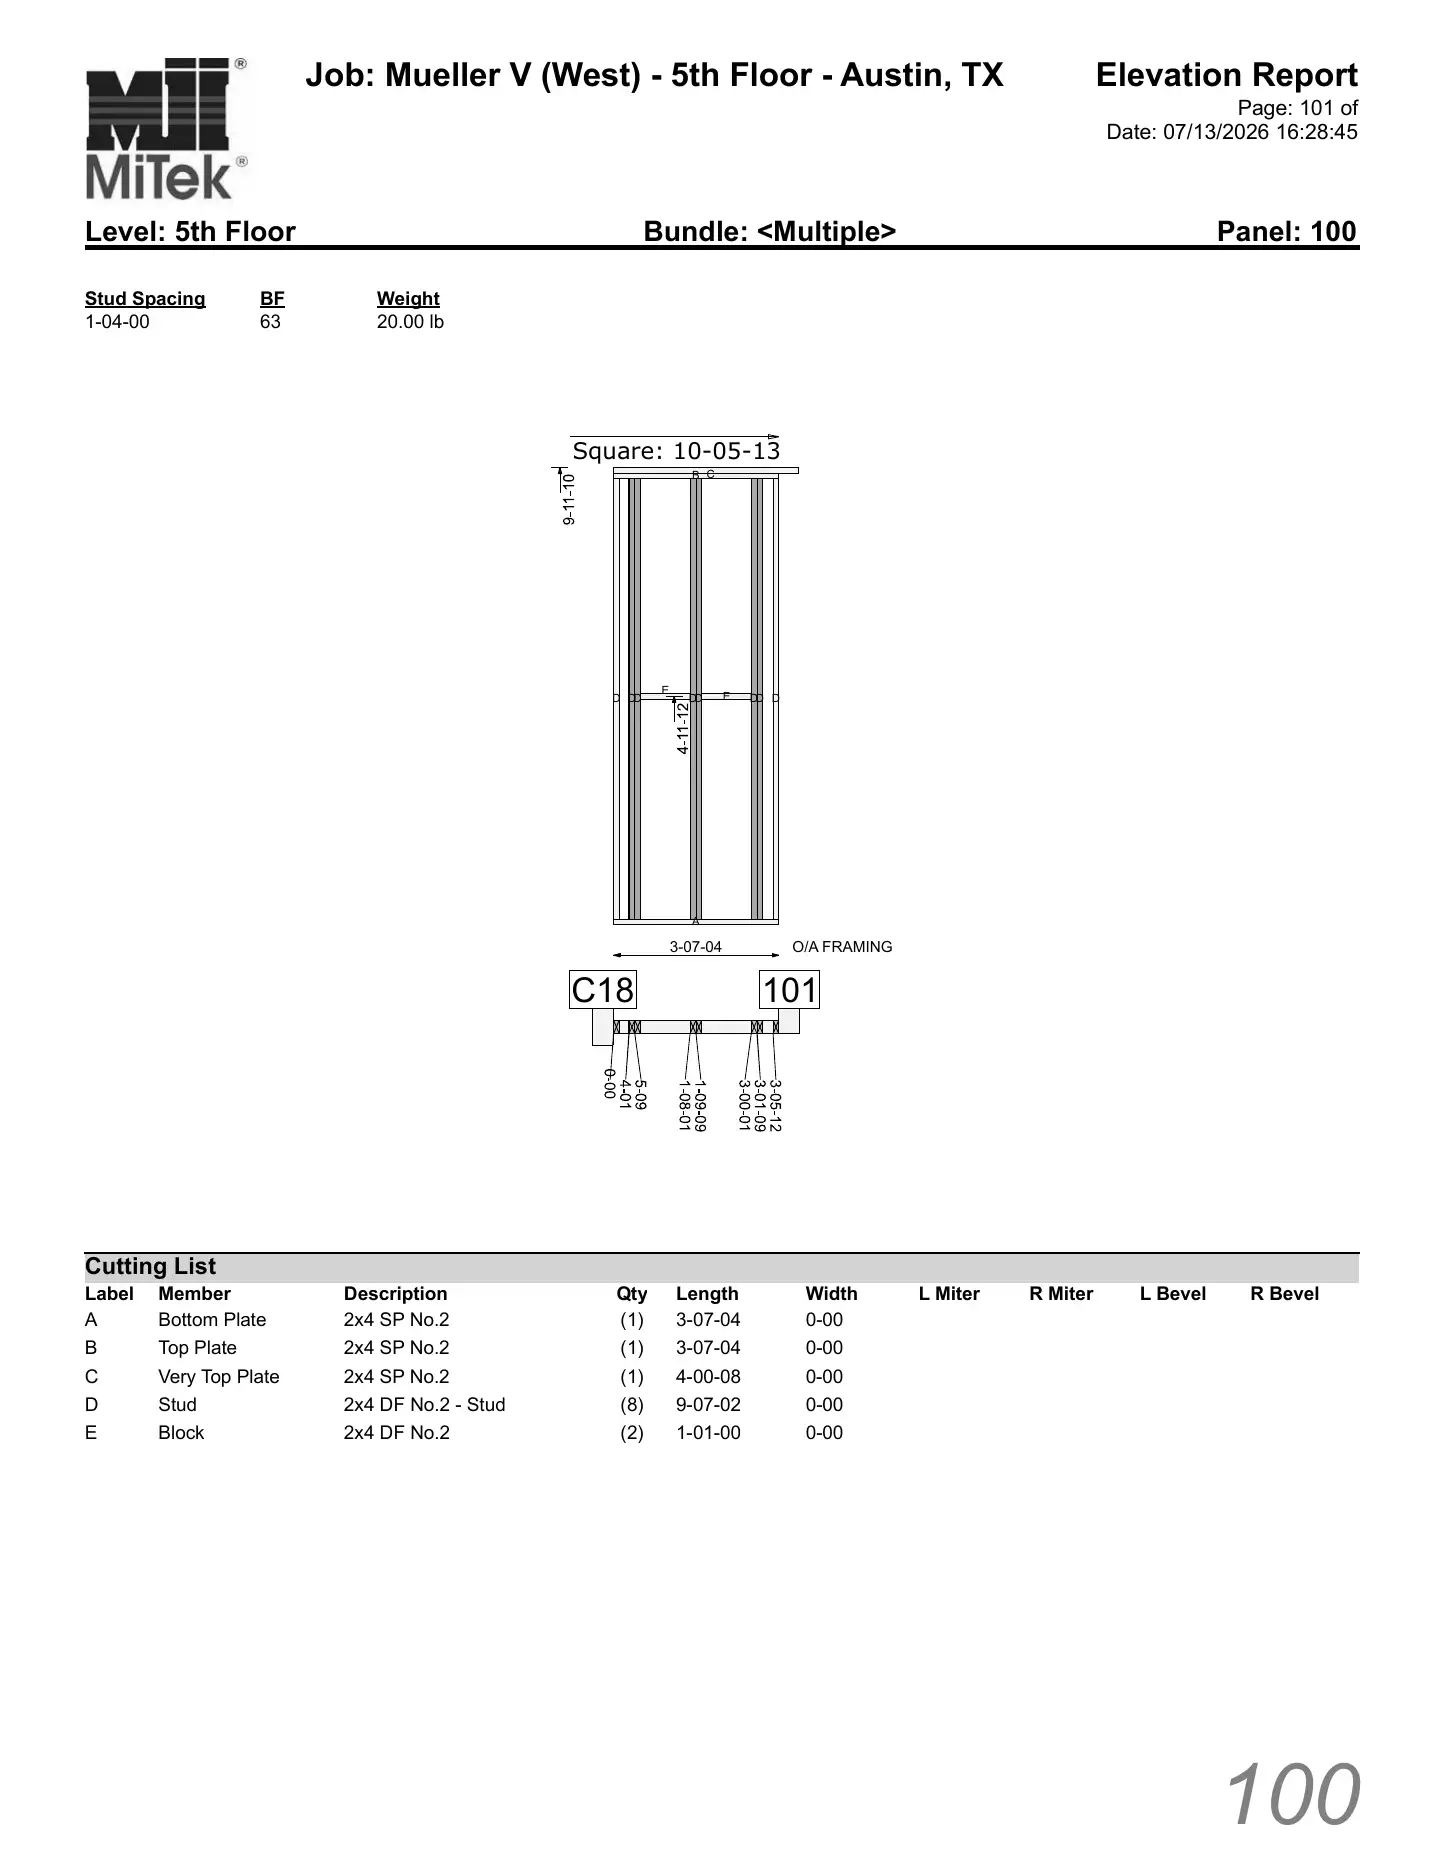 Job: Mueller V (West) - 5th Floor - Austin, TX
Elevation Report
Page: 101 of
Date: 07/13/2026 16:28:45
MiTek®
Level: 5th Floor Bundle: <Multiple> Panel: 100
Stud Spacing BF Weight
1-04-00 63 20.00 lb
Square: 10-05-13
B C
9-11-10
E E
D D D D D D D D
4-11-12
A
3-07-04 O/A FRAMING
C18 101
0-00 4-01 5-09 1-08-01 1-09-09 3-00-01 3-01-09 3-05-12
Cutting List
Label Member Description Qty Length Width L Miter R Miter L Bevel R Bevel
A Bottom Plate 2x4 SP No.2 (1) 3-07-04 0-00
B Top Plate 2x4 SP No.2 (1) 3-07-04 0-00
C Very Top Plate 2x4 SP No.2 (1) 4-00-08 0-00
D Stud 2x4 DF No.2 - Stud (8) 9-07-02 0-00
E Block 2x4 DF No.2 (2) 1-01-00 0-00
100